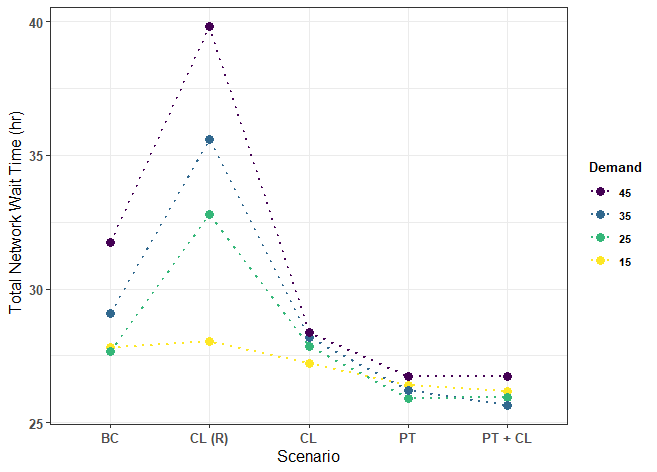 40
35
30
25
Total Network Wait Time (hr)
BC
CL (R)
CL
PT
PT + CL
Scenario
Demand
45
35
25
15